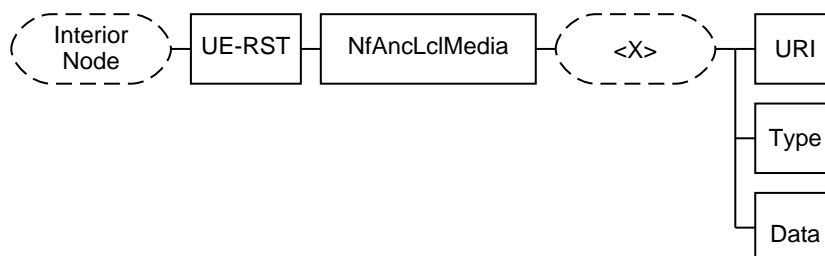 Interior
Node
UE-RST
NfAncLclMedia
<X>
URI
Type
Data